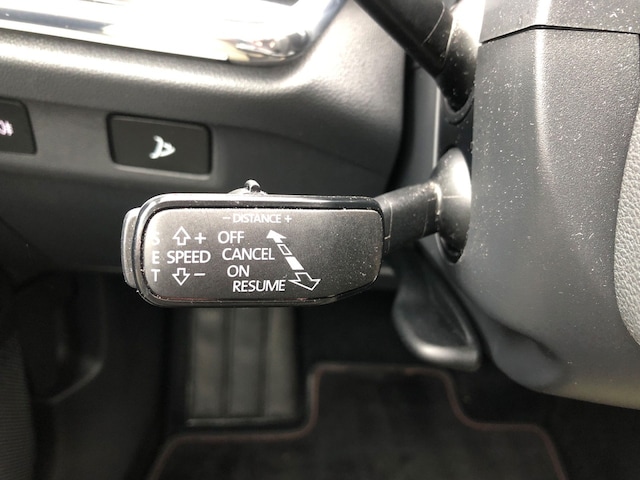 − DISTANCE +
S + OFF
E SPEED CANCEL
T − ON
RESUME